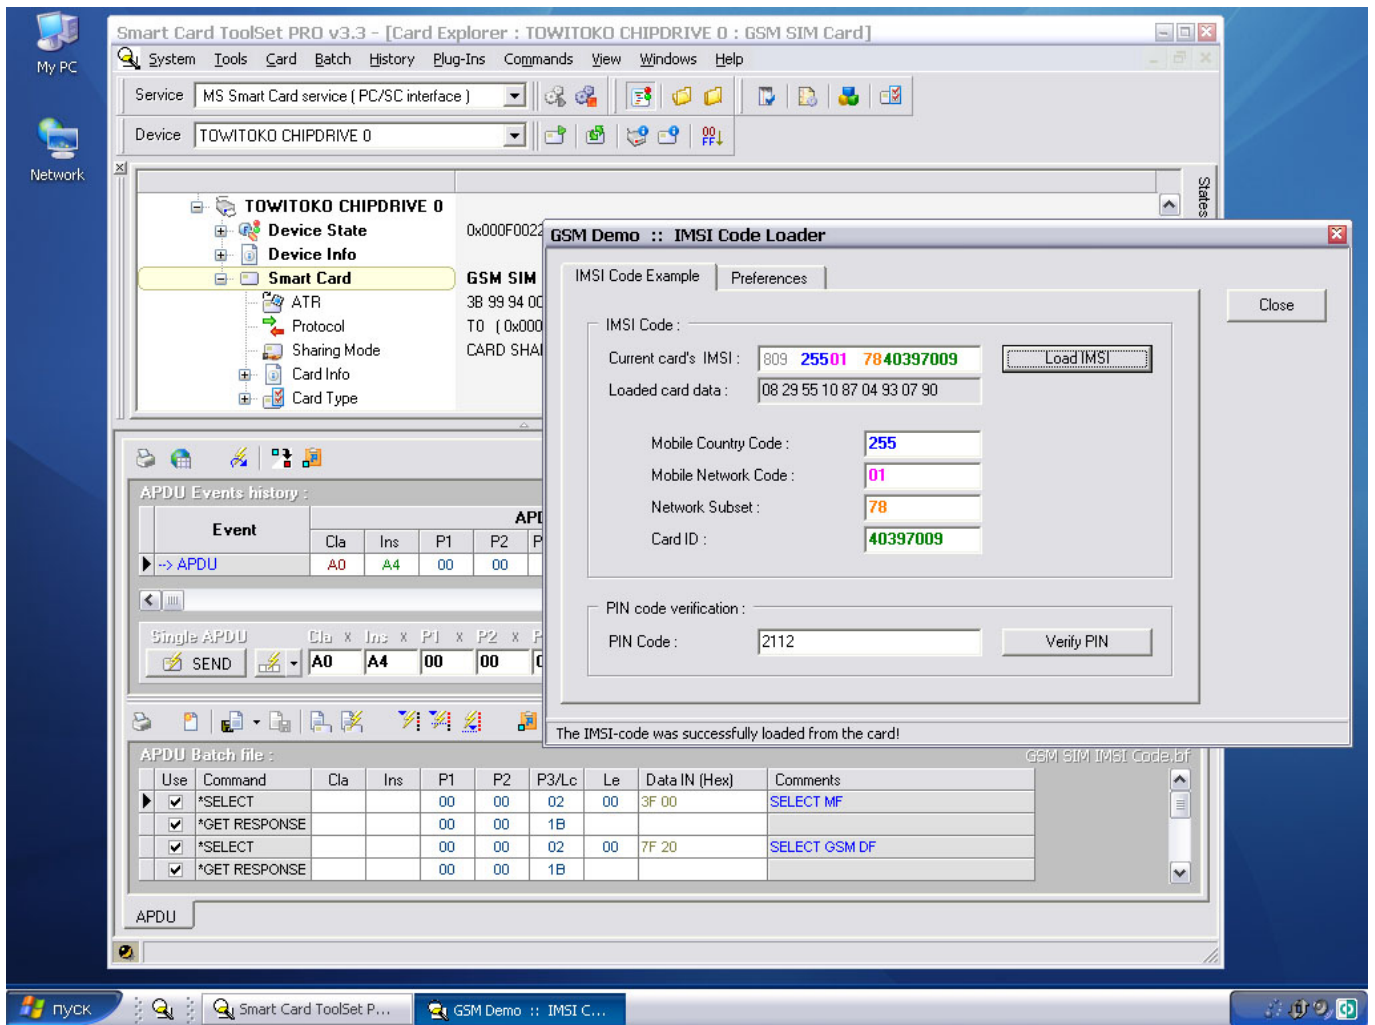 My PC
Network
Smart Card ToolSet PRO v3.3 - [Card Explorer : TOWITOKO CHIPDRIVE 0 : GSM SIM Card]
System Tools Card Batch History Plug-Ins Commands View Windows Help
Service MS Smart Card service ( PC/SC interface )
Device TOWITOKO CHIPDRIVE 0
States
TOWITOKO CHIPDRIVE 0
Device State 0x000F0022
Device Info
Smart Card GSM SIM
ATR 3B 99 94 00
Protocol T0 ( 0x000
Sharing Mode CARD SHA
Card Info
Card Type
APDU Events history :
Event
Cla Ins P1 P2
--> APDU A0 A4 00 00
Single APDU Cla X Ins X P1 X P2 X
SEND A0 A4 00 00
APDU Batch file : GSM SIM IMSI Code.bf
Use Command Cla Ins P1 P2 P3/Lc Le Data IN (Hex) Comments
*SELECT 00 00 02 00 3F 00 SELECT MF
*GET RESPONSE 00 00 1B
*SELECT 00 00 02 00 7F 20 SELECT GSM DF
*GET RESPONSE 00 00 1B
APDU
GSM Demo :: IMSI Code Loader
IMSI Code Example Preferences
Close
IMSI Code :
Current card's IMSI : 809 25501 7840397009 Load IMSI
Loaded card data : 08 29 55 10 87 04 93 07 90
Mobile Country Code : 255
Mobile Network Code : 01
Network Subset : 78
Card ID : 40397009
PIN code verification :
PIN Code : 2112 Verify PIN
The IMSI-code was successfully loaded from the card!
пуск Smart Card ToolSet P... GSM Demo :: IMSI C...